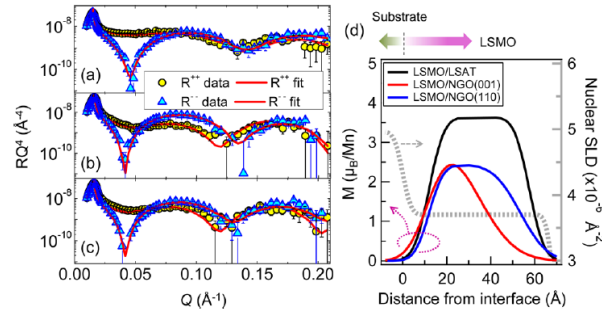 (d)
Substrate
LSMO
10⁻⁸
10⁻¹⁰
(a)
R⁺⁺ data
R⁺⁺ fit
R⁻⁻ data
R⁻⁻ fit
RQ⁴ (Å⁻⁴)
10⁻⁸
10⁻¹⁰
(b)
10⁻⁸
10⁻¹⁰
(c)
0.00 0.05 0.10 0.15 0.20
Q (Å⁻¹)
LSMO/LSAT
LSMO/NGO(001)
LSMO/NGO(110)
M (μB/Mn)
5
4
3
2
1
0
Nuclear SLD (x10⁻⁶ Å⁻²)
6
5
4
3
0 20 40 60
Distance from interface (Å)